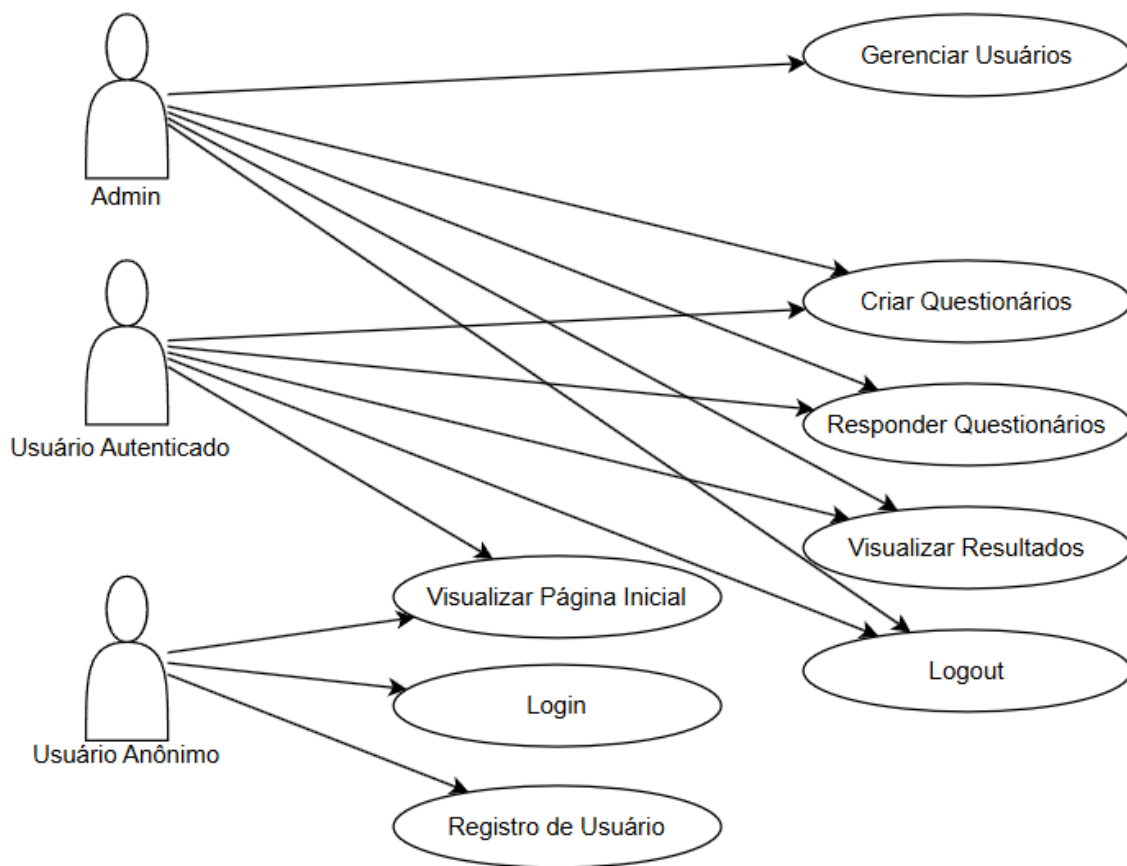 Gerenciar Usuários
Admin
Criar Questionários
Responder Questionários
Usuário Autenticado
Visualizar Resultados
Visualizar Página Inicial
Logout
Login
Usuário Anônimo
Registro de Usuário